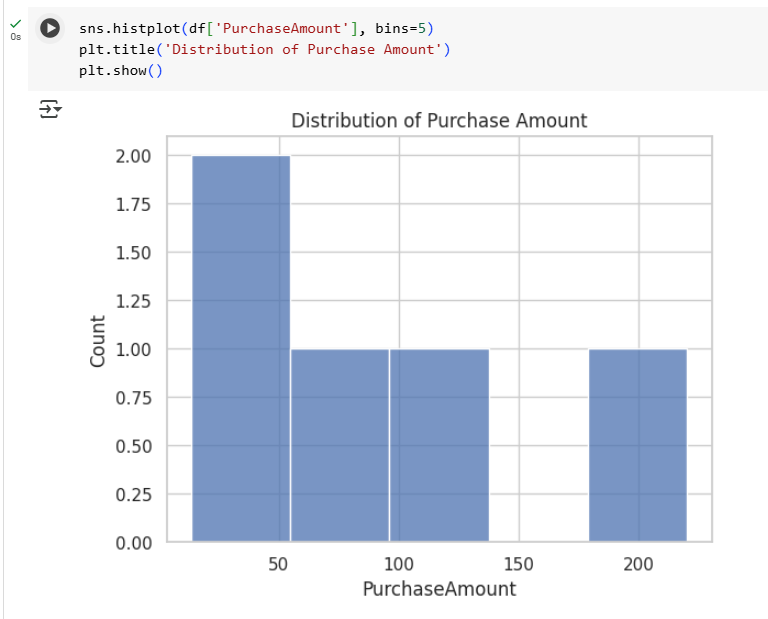 sns.histplot(df['PurchaseAmount'], bins=5)
plt.title('Distribution of Purchase Amount')
plt.show()
0s
Distribution of Purchase Amount
2.00
1.75
1.50
1.25
1.00
0.75
0.50
0.25
0.00
Count
50 100 150 200
PurchaseAmount